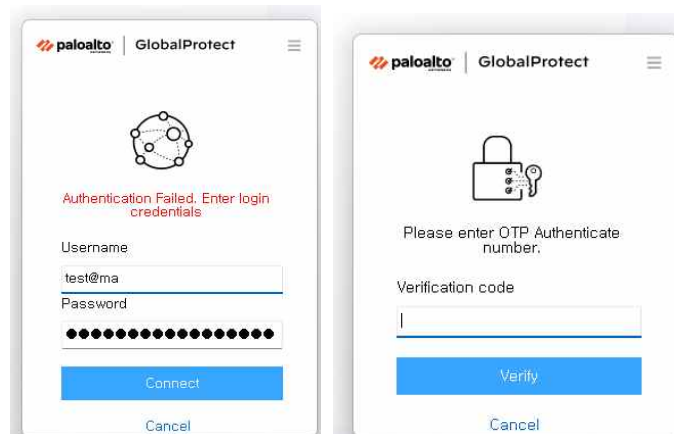 paloalto | GlobalProtect
Authentication Failed. Enter login
credentials
Username
test@ma
Password
Connect
Cancel
paloalto | GlobalProtect
Please enter OTP Authenticate
number.
Verification code
Verify
Cancel